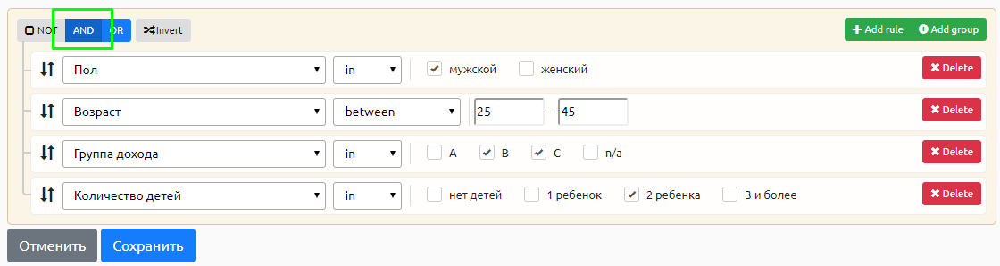 NOT AND OR Invert Add rule Add group
Пол in мужской женский Delete
Возраст between 25 – 45 Delete
Группа дохода in A B C n/a Delete
Количество детей in нет детей 1 ребенок 2 ребенка 3 и более Delete
Отменить Сохранить